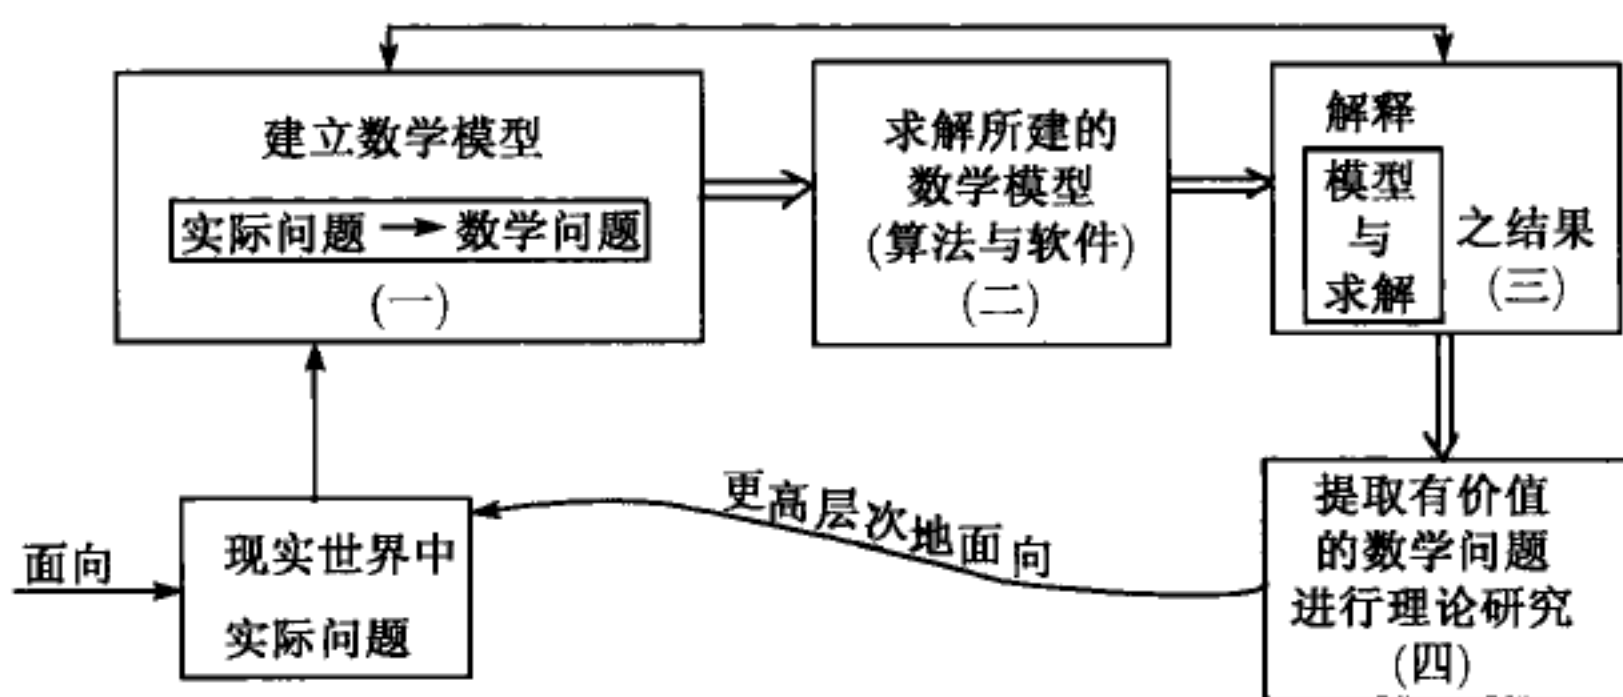 建立数学模型
实际问题 → 数学问题
(一)
求解所建的
数学模型
(算法与软件)
(二)
解释
模型
与
求解
之结果
(三)
面向
现实世界中
实际问题
更高层次地面向
提取有价值
的数学问题
进行理论研究
(四)